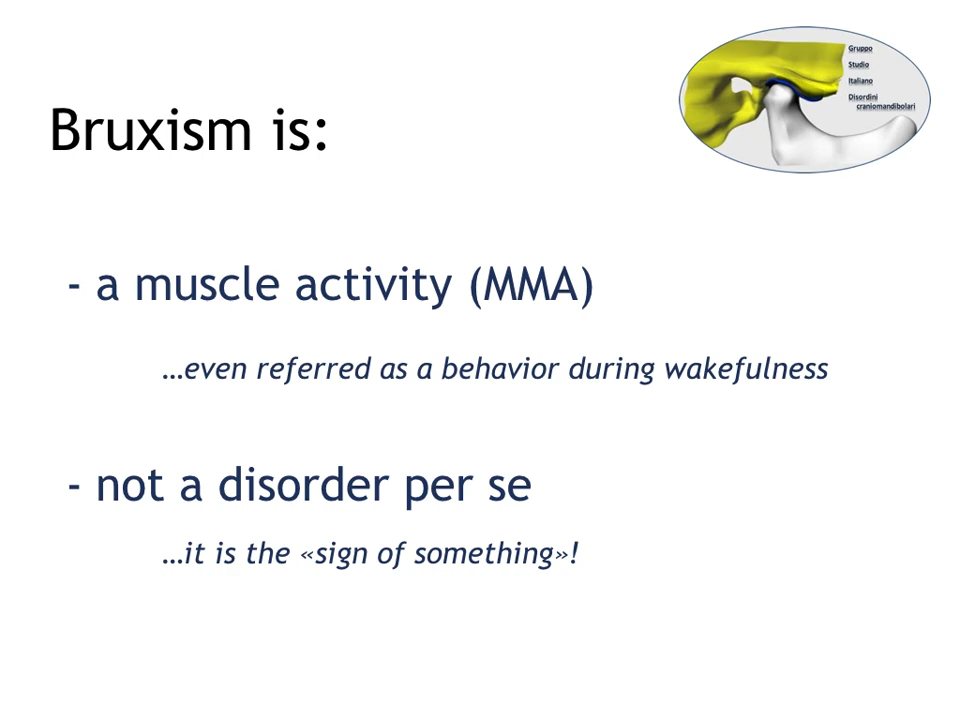 Gruppo
Studio
Italiano
Disordini
craniomandibolari
Bruxism is:
- a muscle activity (MMA)
…even referred as a behavior during wakefulness
- not a disorder per se
…it is the «sign of something»!